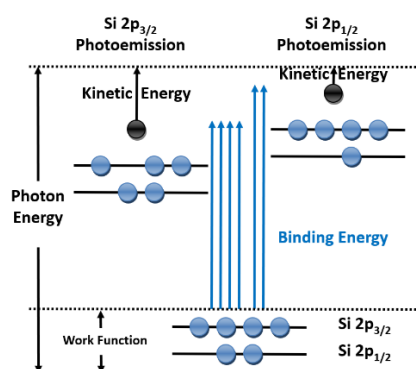 Si 2p3/2
Photoemission
Si 2p1/2
Photoemission
Kinetic Energy
Kinetic Energy
Photon
Energy
Binding Energy
Work Function
Si 2p3/2
Si 2p1/2